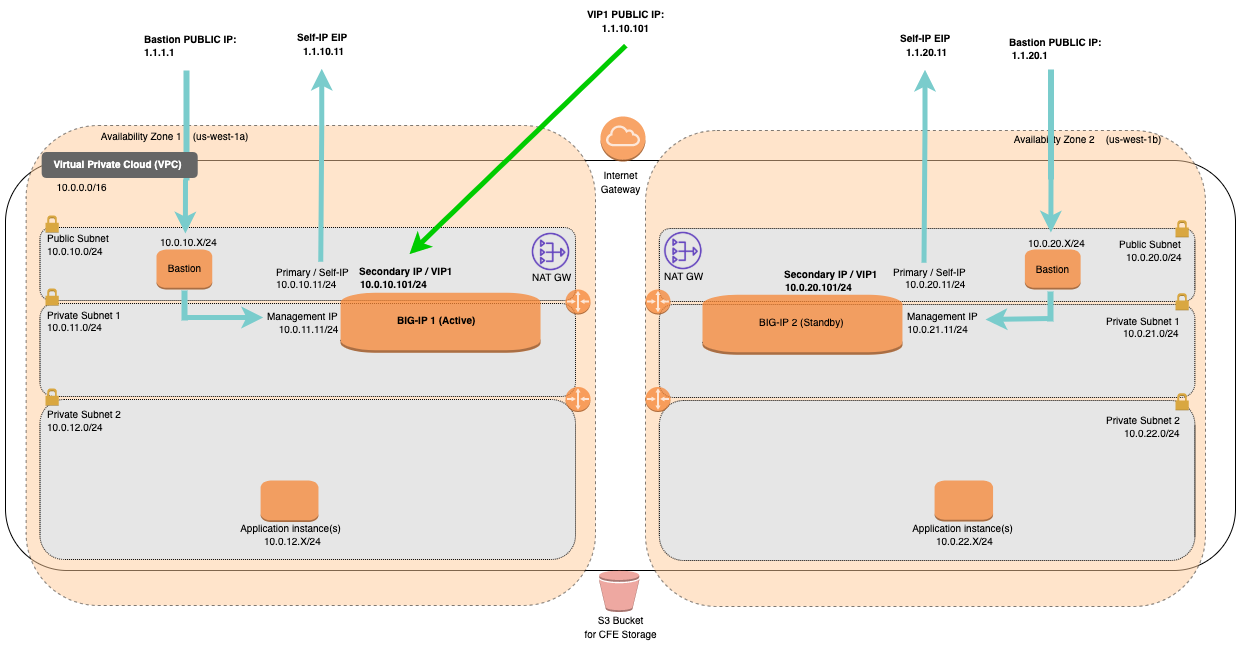 VIP1 PUBLIC IP:
1.1.10.101
Bastion PUBLIC IP:
1.1.1.1
Self-IP EIP
1.1.10.11
Self-IP EIP
1.1.20.11
Bastion PUBLIC IP:
1.1.20.1
Availability Zone 1 (us-west-1a)
Availability Zone 2 (us-west-1b)
Virtual Private Cloud (VPC)
10.0.0.0/16
Internet
Gateway
Public Subnet
10.0.10.0/24
10.0.10.X/24
Bastion
Primary / Self-IP
10.0.10.11/24
Secondary IP / VIP1
10.0.10.101/24
NAT GW
Private Subnet 1
10.0.11.0/24
Management IP
10.0.11.11/24
BIG-IP 1 (Active)
Private Subnet 2
10.0.12.0/24
Application instance(s)
10.0.12.X/24
NAT GW
Secondary IP / VIP1
10.0.20.101/24
Primary / Self-IP
10.0.20.11/24
10.0.20.X/24
Bastion
Public Subnet
10.0.20.0/24
BIG-IP 2 (Standby)
Management IP
10.0.21.11/24
Private Subnet 1
10.0.21.0/24
Private Subnet 2
10.0.22.0/24
Application instance(s)
10.0.22.X/24
S3 Bucket
for CFE Storage